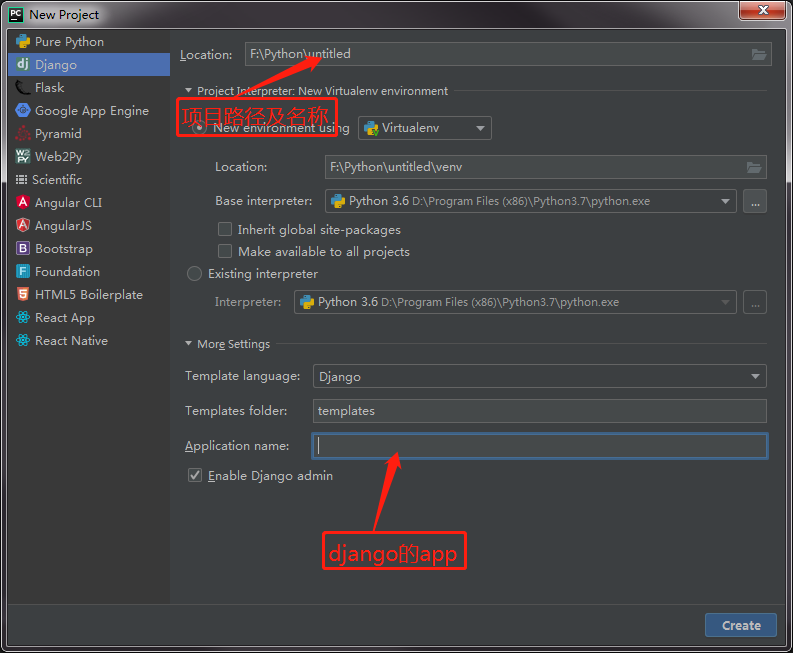 New Project
Pure Python
Django
Flask
Google App Engine
Pyramid
Web2Py
Scientific
Angular CLI
AngularJS
Bootstrap
Foundation
HTML5 Boilerplate
React App
React Native
Location: F:\Python\untitled
Project Interpreter: New Virtualenv environment
项目路径及名称
New environment using Virtualenv
Location: F:\Python\untitled\venv
Base interpreter: Python 3.6 D:\Program Files (x86)\Python3.7\python.exe ...
Inherit global site-packages
Make available to all projects
Existing interpreter
Interpreter: Python 3.6 D:\Program Files (x86)\Python3.7\python.exe ...
More Settings
Template language: Django
Templates folder: templates
Application name:
Enable Django admin
django的app
Create